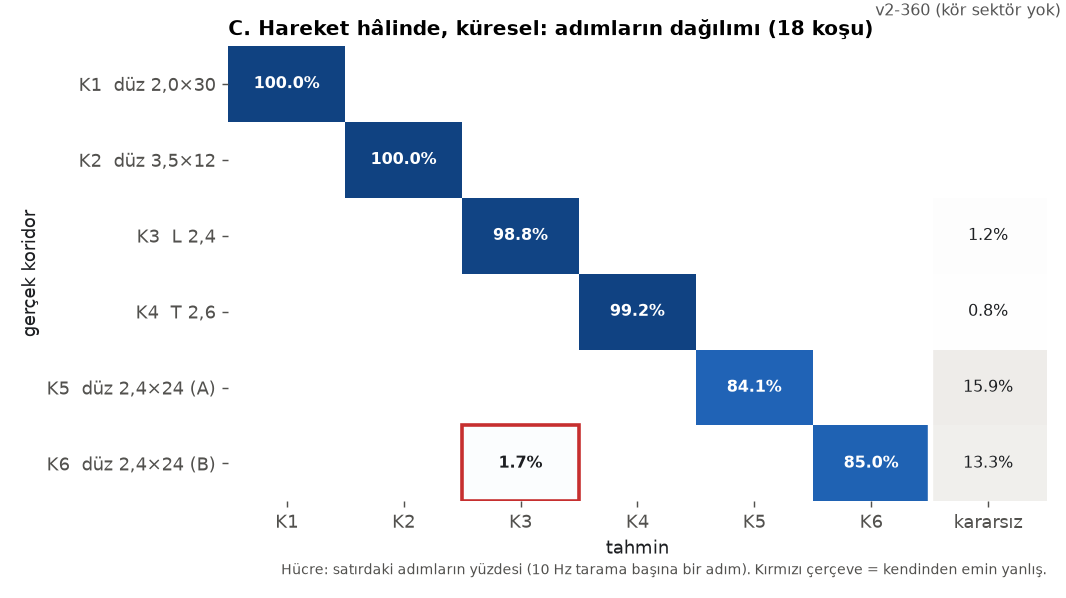 v2-360 (kör sektör yok)
C. Hareket hâlinde, küresel: adımların dağılımı (18 koşu)
K1 düz 2,0×30 100.0%
K2 düz 3,5×12 100.0%
K3 L 2,4 98.8% 1.2%
K4 T 2,6 99.2% 0.8%
K5 düz 2,4×24 (A) 84.1% 15.9%
K6 düz 2,4×24 (B) 1.7% 85.0% 13.3%
gerçek koridor
K1 K2 K3 K4 K5 K6 kararsız
tahmin
Hücre: satırdaki adımların yüzdesi (10 Hz tarama başına bir adım). Kırmızı çerçeve = kendinden emin yanlış.